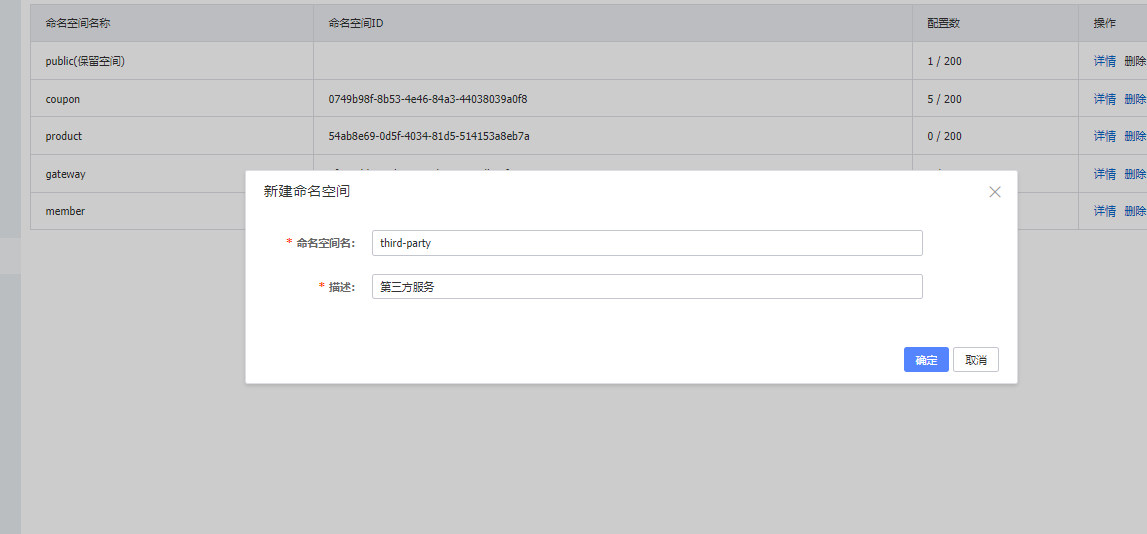 命名空间名称 命名空间ID 配置数 操作
public(保留空间) 1 / 200 详情 删除
coupon 0749b98f-8b53-4e46-84a3-44038039a0f8 5 / 200 详情 删除
product 54ab8e69-0d5f-4034-81d5-514153a8eb7a 0 / 200 详情 删除
gateway 详情 删除
member 详情 删除
新建命名空间
* 命名空间名: third-party
* 描述: 第三方服务
确定 取消